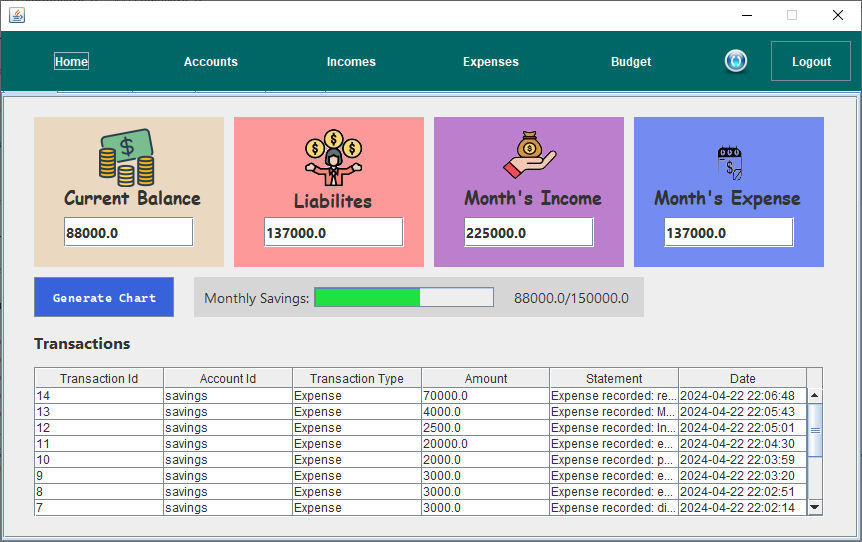 Home Accounts Incomes Expenses Budget Logout
Current Balance Liabilites Month's Income Month's Expense
88000.0 137000.0 225000.0 137000.0
Generate Chart Monthly Savings: 88000.0/150000.0
Transactions
Transaction Id Account Id Transaction Type Amount Statement Date
14 savings Expense 70000.0 Expense recorded: re... 2024-04-22 22:06:48
13 savings Expense 4000.0 Expense recorded: M... 2024-04-22 22:05:43
12 savings Expense 2500.0 Expense recorded: In... 2024-04-22 22:05:01
11 savings Expense 20000.0 Expense recorded: e... 2024-04-22 22:04:30
10 savings Expense 2000.0 Expense recorded: p... 2024-04-22 22:03:59
9 savings Expense 3000.0 Expense recorded: e... 2024-04-22 22:03:20
8 savings Expense 3000.0 Expense recorded: e... 2024-04-22 22:02:51
7 savings Expense 3000.0 Expense recorded: di... 2024-04-22 22:02:14